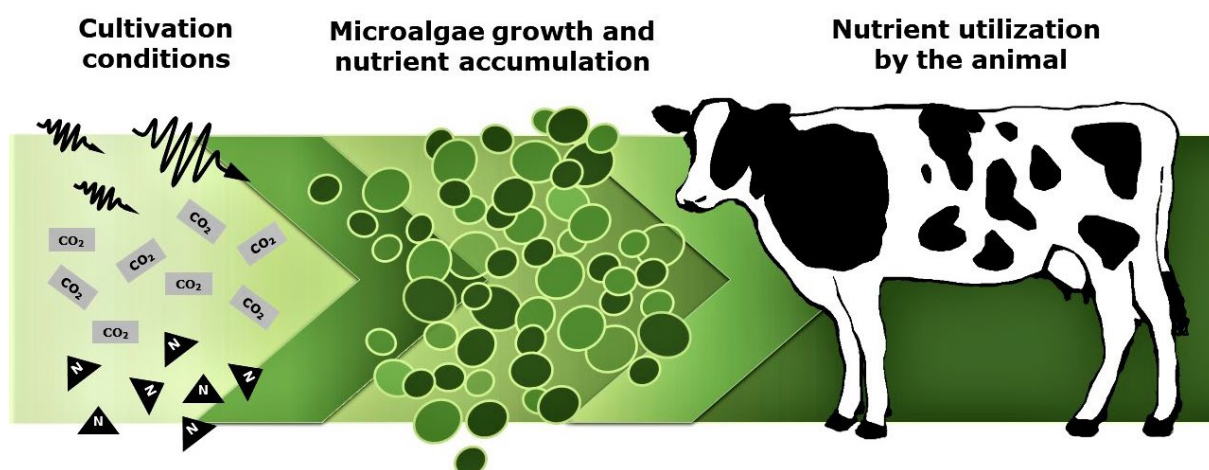 Cultivation
conditions
Microalgae growth and
nutrient accumulation
Nutrient utilization
by the animal
CO₂
CO₂
CO₂
CO₂
CO₂
CO₂
CO₂
CO₂
N
N
N
N
N
N
N